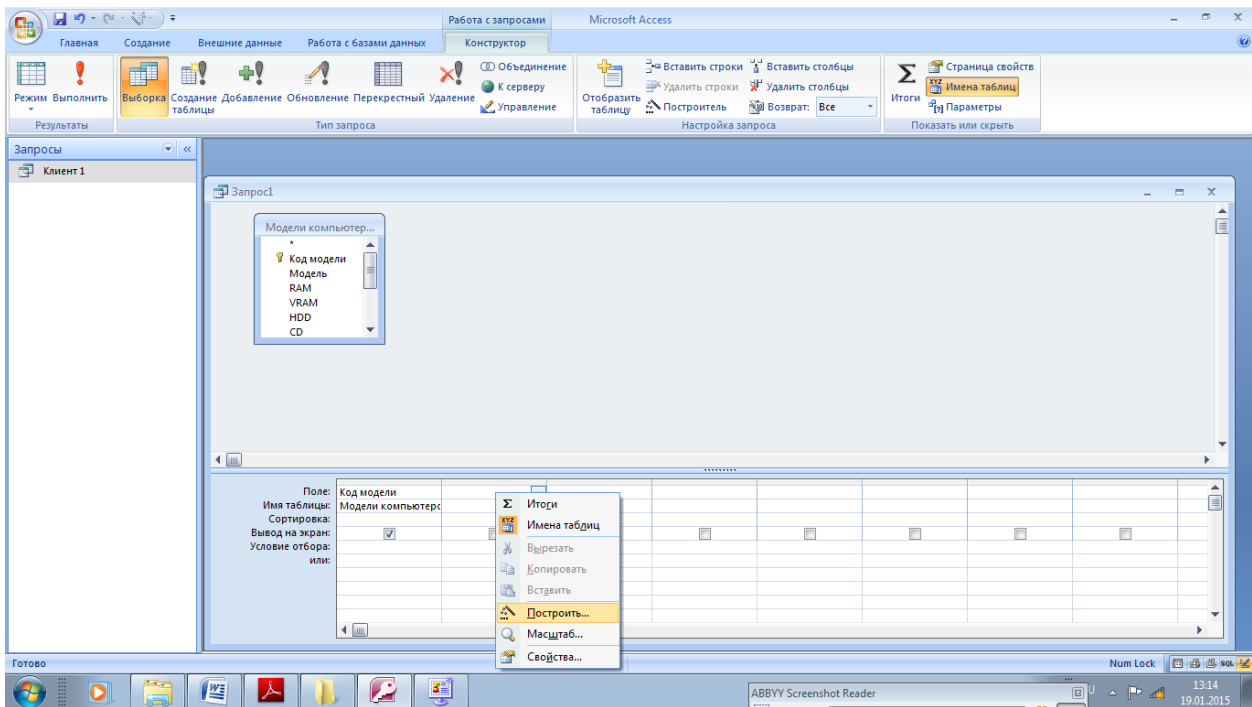 Работа с запросами
Microsoft Access
Главная Создание Внешние данные Работа с базами данных Конструктор
Режим Выполнить
Результаты
Выборка Создание таблицы Добавление Обновление Перекрестный Удаление
Объединение
К серверу
Управление
Тип запроса
Отобразить таблицу
Вставить строки
Удалить строки
Построитель
Вставить столбцы
Удалить столбцы
Возврат: Все
Настройка запроса
Σ
Итоги
Страница свойств
XYZ Имена таблиц
[?] Параметры
Показать или скрыть
Запросы «
Клиент 1
Запрос1
Модели компьютер...
*
Код модели
Модель
RAM
VRAM
HDD
CD
Поле: Код модели
Имя таблицы: Модели компьютерс
Сортировка:
Вывод на экран:
Условие отбора:
или:
Σ Итоги
XYZ Имена таблиц
Вырезать
Копировать
Вставить
Построить...
Масштаб...
Свойства...
Готово
Num Lock
SQL
ABBYY Screenshot Reader
13:14
19.01.2015